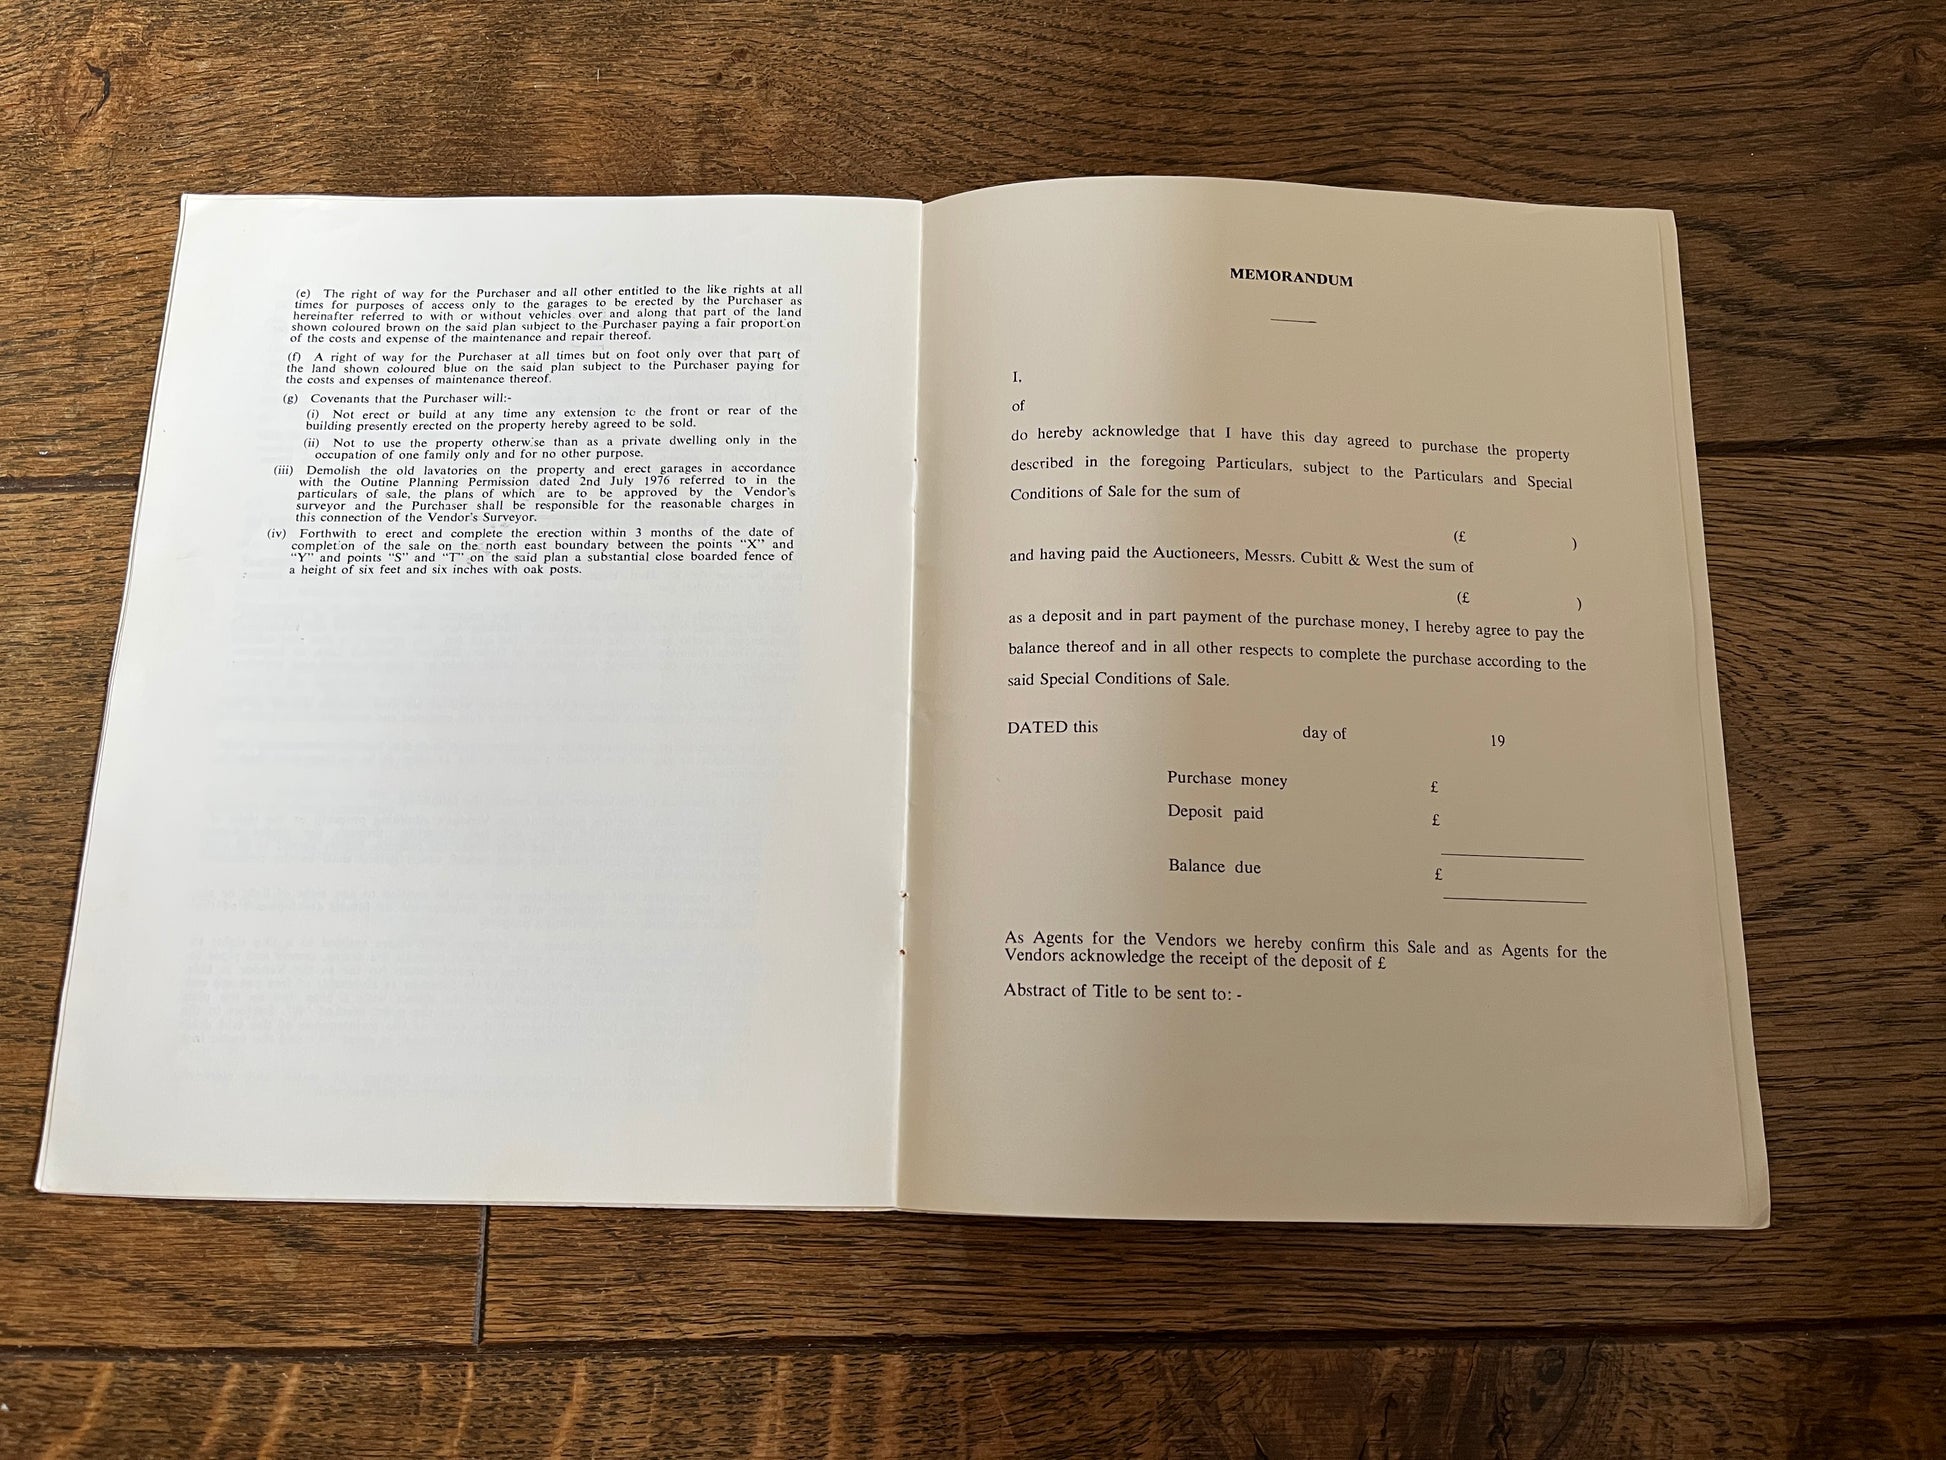 (e) The right of way for the Purchaser and all other entitled to the like rights at all
times for purposes of access only to the garages to be erected by the Purchaser as
hereinafter referred to with or without vehicles over and along that part of the land
shown coloured brown on the said plan subject to the Purchaser paying a fair proportion
of the costs and expense of the maintenance and repair thereof.
(f) A right of way for the Purchaser at all times but on foot only over that part of
the land shown coloured blue on the said plan subject to the Purchaser paying for
the costs and expenses of maintenance thereof.
(g) Covenants that the Purchaser will:-
(i) Not erect or build at any time any extension to the front or rear of the
building presently erected on the property hereby agreed to be sold.
(ii) Not to use the property otherwise than as a private dwelling only in the
occupation of one family only and for no other purpose.
(iii) Demolish the old lavatories on the property and erect garages in accordance
with the Outine Planning Permission dated 2nd July 1976 referred to in the
particulars of sale, the plans of which are to be approved by the Vendor's
surveyor and the Purchaser shall be responsible for the reasonable charges in
this connection of the Vendor's Surveyor.
(iv) Forthwith to erect and complete the erection within 3 months of the date of
completion of the sale on the north east boundary between the points "X" and
"Y" and points "S" and "T" on the said plan a substantial close boarded fence of
a height of six feet and six inches with oak posts.
MEMORANDUM
I,
of
do hereby acknowledge that I have this day agreed to purchase the property
described in the foregoing Particulars, subject to the Particulars and Special
Conditions of Sale for the sum of
(£ )
and having paid the Auctioneers, Messrs. Cubitt & West the sum of
(£ )
as a deposit and in part payment of the purchase money, I hereby agree to pay the
balance thereof and in all other respects to complete the purchase according to the
said Special Conditions of Sale.
DATED this day of 19
Purchase money £
Deposit paid £
Balance due £
As Agents for the Vendors we hereby confirm this Sale and as Agents for the
Vendors acknowledge the receipt of the deposit of £
Abstract of Title to be sent to: -